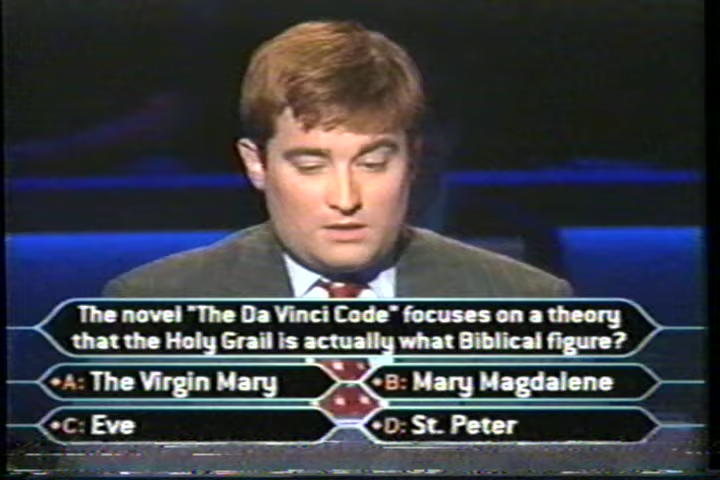 The novel "The Da Vinci Code" focuses on a theory
that the Holy Grail is actually what Biblical figure?
A: The Virgin Mary
B: Mary Magdalene
C: Eve
D: St. Peter